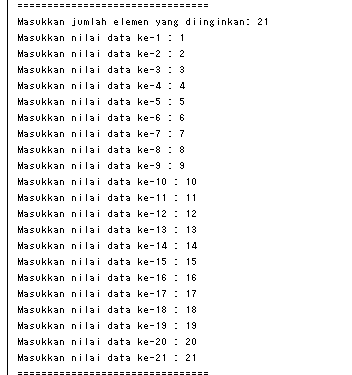 ================================
Masukkan jumlah elemen yang diinginkan: 21
Masukkan nilai data ke-1 : 1
Masukkan nilai data ke-2 : 2
Masukkan nilai data ke-3 : 3
Masukkan nilai data ke-4 : 4
Masukkan nilai data ke-5 : 5
Masukkan nilai data ke-6 : 6
Masukkan nilai data ke-7 : 7
Masukkan nilai data ke-8 : 8
Masukkan nilai data ke-9 : 9
Masukkan nilai data ke-10 : 10
Masukkan nilai data ke-11 : 11
Masukkan nilai data ke-12 : 12
Masukkan nilai data ke-13 : 13
Masukkan nilai data ke-14 : 14
Masukkan nilai data ke-15 : 15
Masukkan nilai data ke-16 : 16
Masukkan nilai data ke-17 : 17
Masukkan nilai data ke-18 : 18
Masukkan nilai data ke-19 : 19
Masukkan nilai data ke-20 : 20
Masukkan nilai data ke-21 : 21
================================